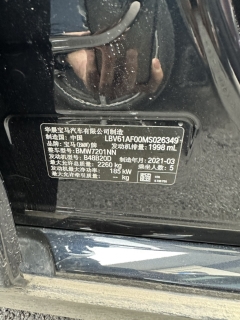 华晨宝马汽车有限公司制造
制造国:中国 LBV61AF00MS026349
品牌:宝马(BMW)牌 发动机排量:1998 mL
整车型号:BMW7201NN
发动机型号:B48B20D 制造年月:2021-03
最大允许总质量:2260 kg 乘坐人数:5
发动机最大净功率:185 kW
-- kg